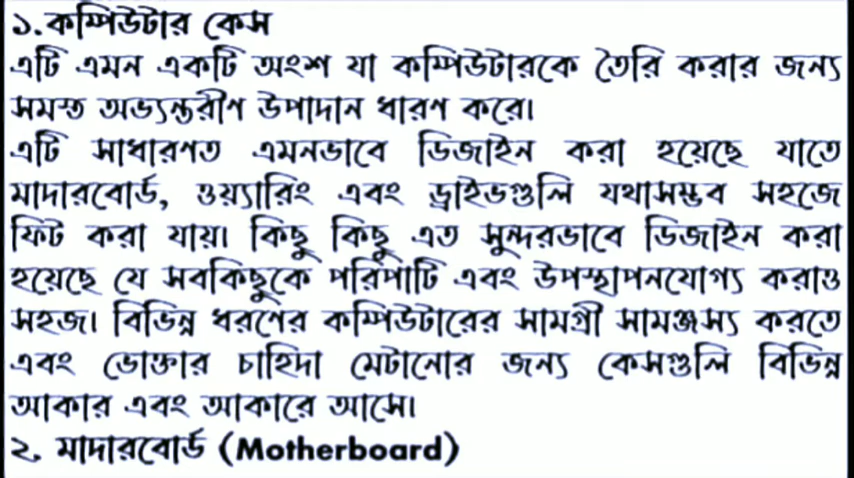 ১.কম্পিউটার কেস
এটি এমন একটি অংশ যা কম্পিউটারকে তৈরি করার জন্য
সমস্ত অভ্যন্তরীণ উপাদান ধারণ করে।
এটি সাধারণত এমনভাবে ডিজাইন করা হয়েছে যাতে
মাদারবোর্ড, ওয়্যারিং এবং ড্রাইভগুলি যথাসম্ভব সহজে
ফিট করা যায়। কিছু কিছু এত সুন্দরভাবে ডিজাইন করা
হয়েছে যে সবকিছুকে পরিপাটি এবং উপস্থাপনযোগ্য করাও
সহজ। বিভিন্ন ধরণের কম্পিউটারের সামগ্রী সামঞ্জস্য করতে
এবং ভোক্তার চাহিদা মেটানোর জন্য কেসগুলি বিভিন্ন
আকার এবং আকারে আসে।
২. মাদারবোর্ড (Motherboard)